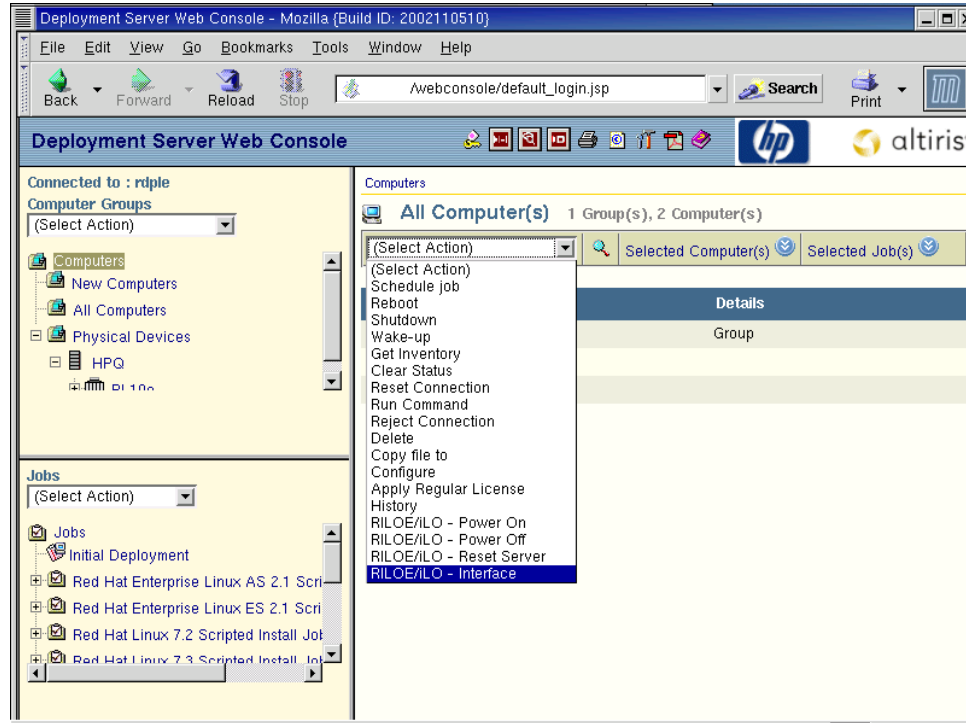 Deployment Server Web Console - Mozilla {Build ID: 2002110510}
File Edit View Go Bookmarks Tools Window Help
Back Forward Reload Stop /webconsole/default_login.jsp Search Print
Deployment Server Web Console hp altiris
Connected to : rdple
Computer Groups
(Select Action)
Computers
New Computers
All Computers
Physical Devices
HPQ
Jobs
(Select Action)
Jobs
Initial Deployment
Red Hat Enterprise Linux AS 2.1 Scri
Red Hat Enterprise Linux ES 2.1 Scri
Red Hat Linux 7.2 Scripted Install Job
Red Hat Linux 7.3 Scripted Install Job
Computers
All Computer(s) 1 Group(s), 2 Computer(s)
(Select Action) Selected Computer(s) Selected Job(s)
(Select Action)
Schedule job
Reboot
Shutdown
Wake-up
Get Inventory
Clear Status
Reset Connection
Run Command
Reject Connection
Delete
Copy file to
Configure
Apply Regular License
History
RILOE/iLO - Power On
RILOE/iLO - Power Off
RILOE/iLO - Reset Server
RILOE/iLO - Interface
Details
Group